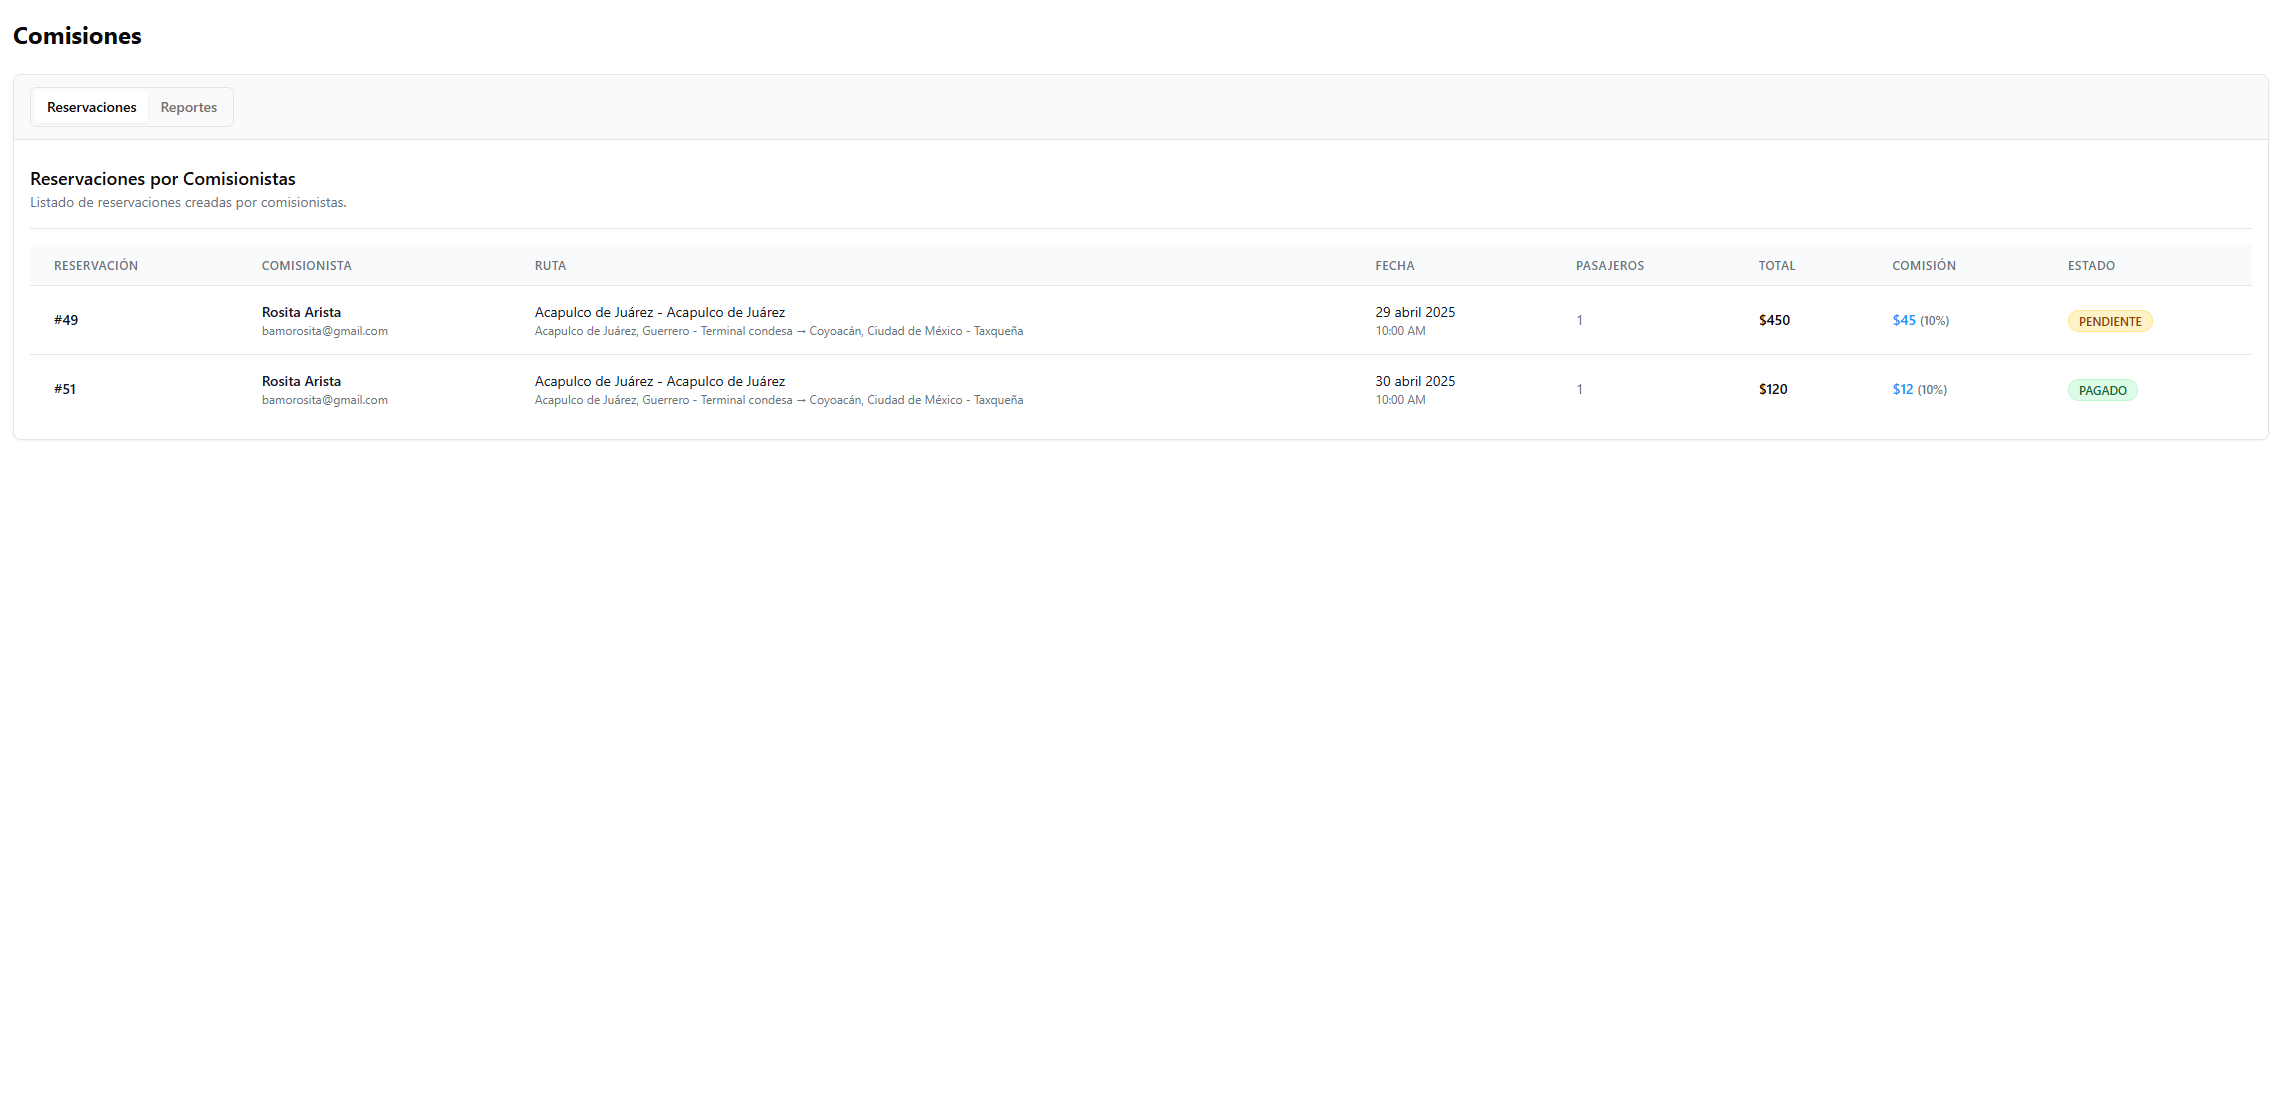 Comisiones
Reservaciones Reportes
Reservaciones por Comisionistas
Listado de reservaciones creadas por comisionistas.
RESERVACIÓN COMISIONISTA RUTA FECHA PASAJEROS TOTAL COMISIÓN ESTADO
#49 Rosita Arista Acapulco de Juárez - Acapulco de Juárez 29 abril 2025 1 $450 $45 (10%) PENDIENTE
bamorosita@gmail.com Acapulco de Juárez, Guerrero - Terminal condesa → Coyoacán, Ciudad de México - Taxqueña 10:00 AM
#51 Rosita Arista Acapulco de Juárez - Acapulco de Juárez 30 abril 2025 1 $120 $12 (10%) PAGADO
bamorosita@gmail.com Acapulco de Juárez, Guerrero - Terminal condesa → Coyoacán, Ciudad de México - Taxqueña 10:00 AM